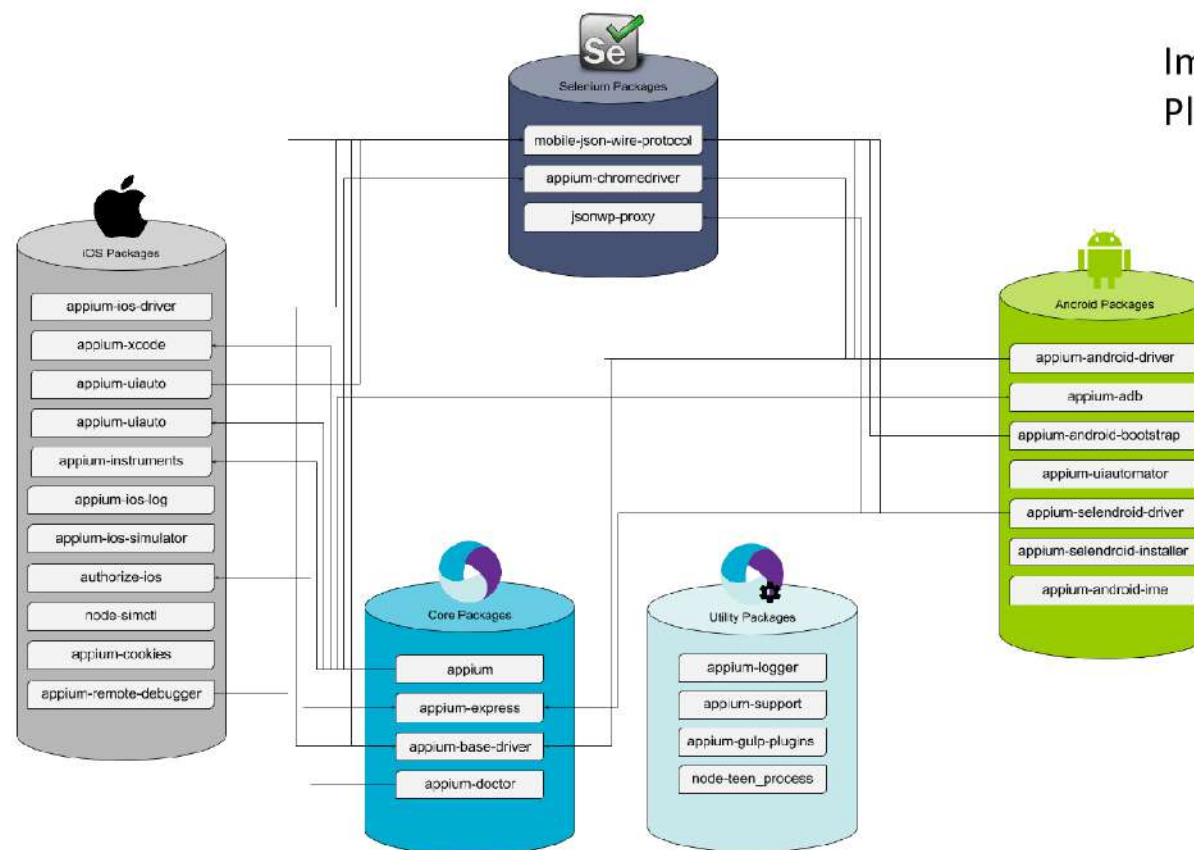 Se
Selenium Packages
mobile-json-wire-protocol
appium-chromedriver
jsonwp-proxy
iOS Packages
appium-ios-driver
appium-xcode
appium-uiauto
appium-uiauto
appium-instruments
appium-ios-log
appium-ios-simulator
authorize-ios
node-simctl
appium-cookies
appium-remote-debugger
Core Packages
appium
appium-express
appium-base-driver
appium-doctor
Utility Packages
appium-logger
appium-support
appium-gulp-plugins
node-teen_process
Android Packages
appium-android-driver
appium-adb
appium-android-bootstrap
appium-uiautomator
appium-selendroid-driver
appium-selendroid-installer
appium-android-ime